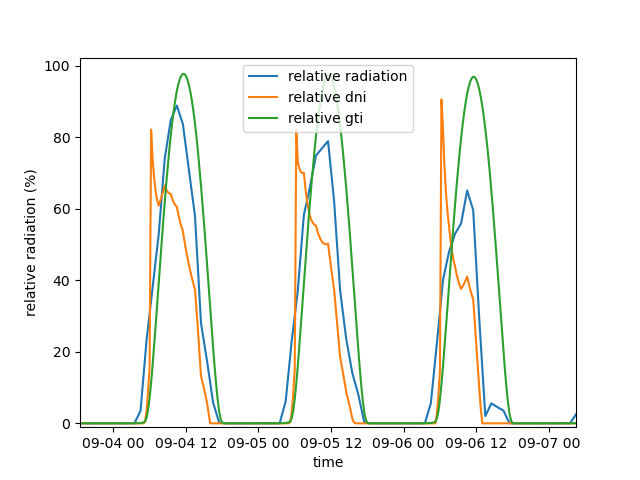 100
80
60
40
20
0
relative radiation (%)
relative radiation
relative dni
relative gti
09-04 00 09-04 12 09-05 00 09-05 12 09-06 00 09-06 12 09-07 00
time